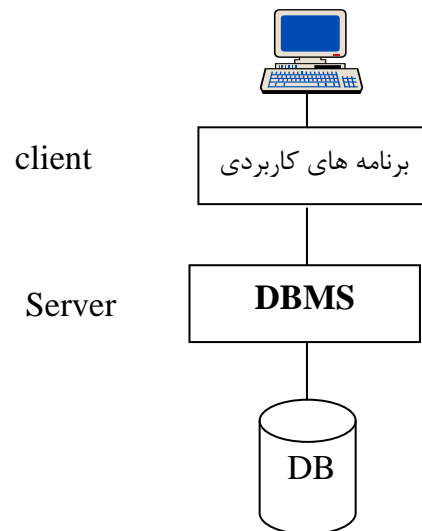 client
برنامه های کاربردی
Server
DBMS
DB